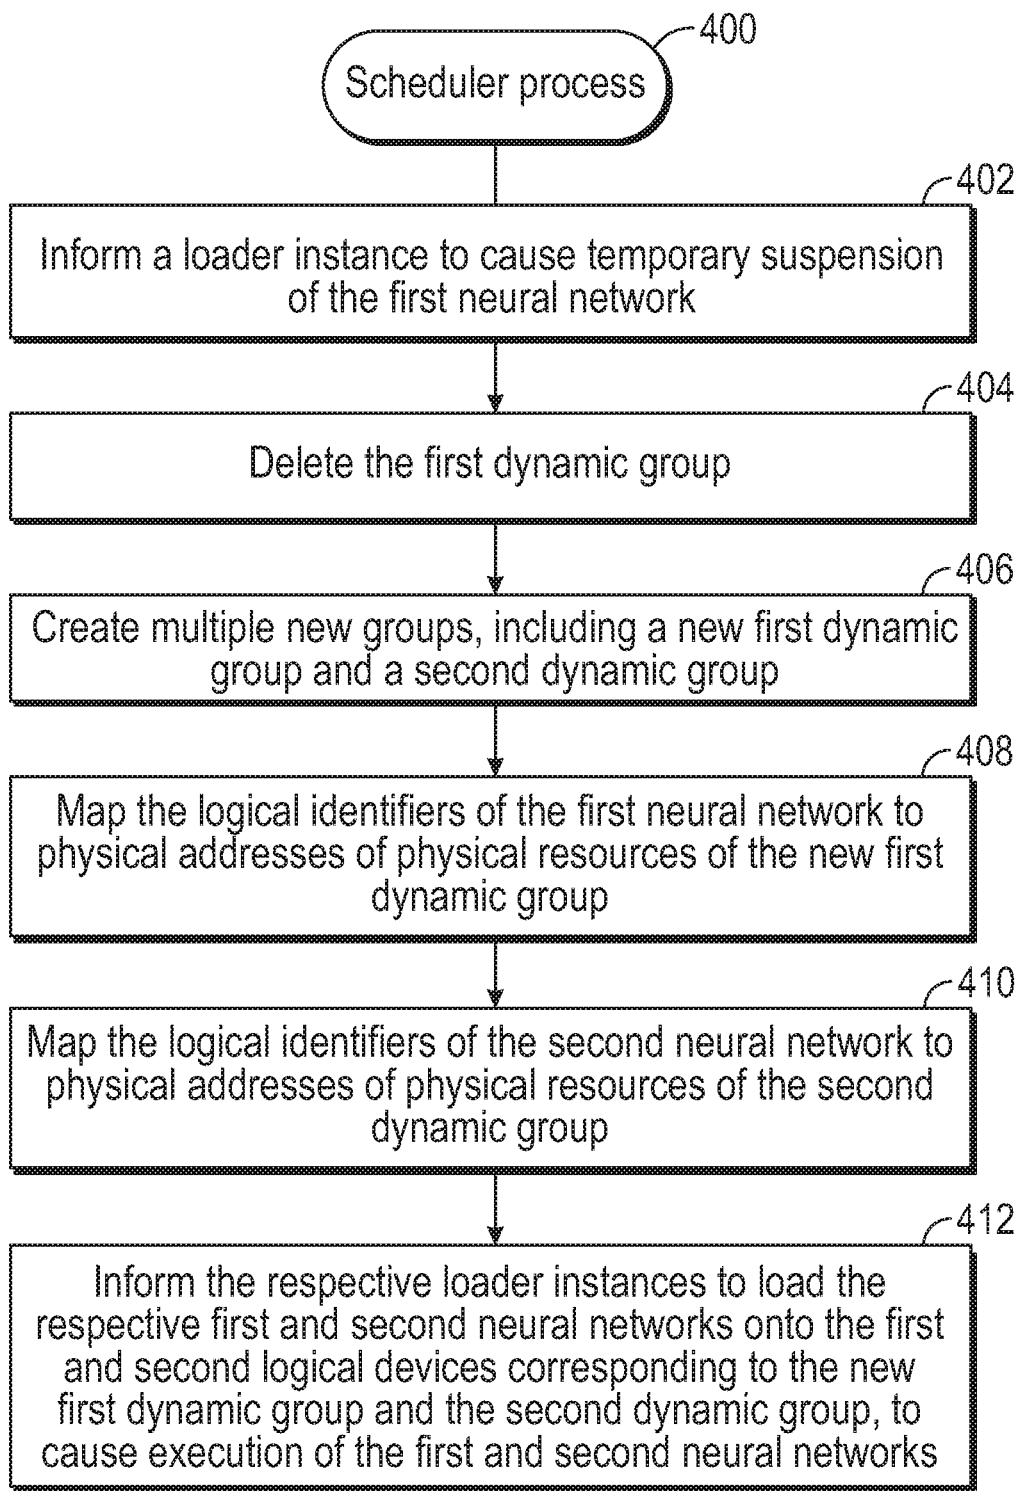 400
Scheduler process
402
Inform a loader instance to cause temporary suspension
of the first neural network
404
Delete the first dynamic group
406
Create multiple new groups, including a new first dynamic
group and a second dynamic group
408
Map the logical identifiers of the first neural network to
physical addresses of physical resources of the new first
dynamic group
410
Map the logical identifiers of the second neural network to
physical addresses of physical resources of the second
dynamic group
412
Inform the respective loader instances to load the
respective first and second neural networks onto the first
and second logical devices corresponding to the new
first dynamic group and the second dynamic group, to
cause execution of the first and second neural networks